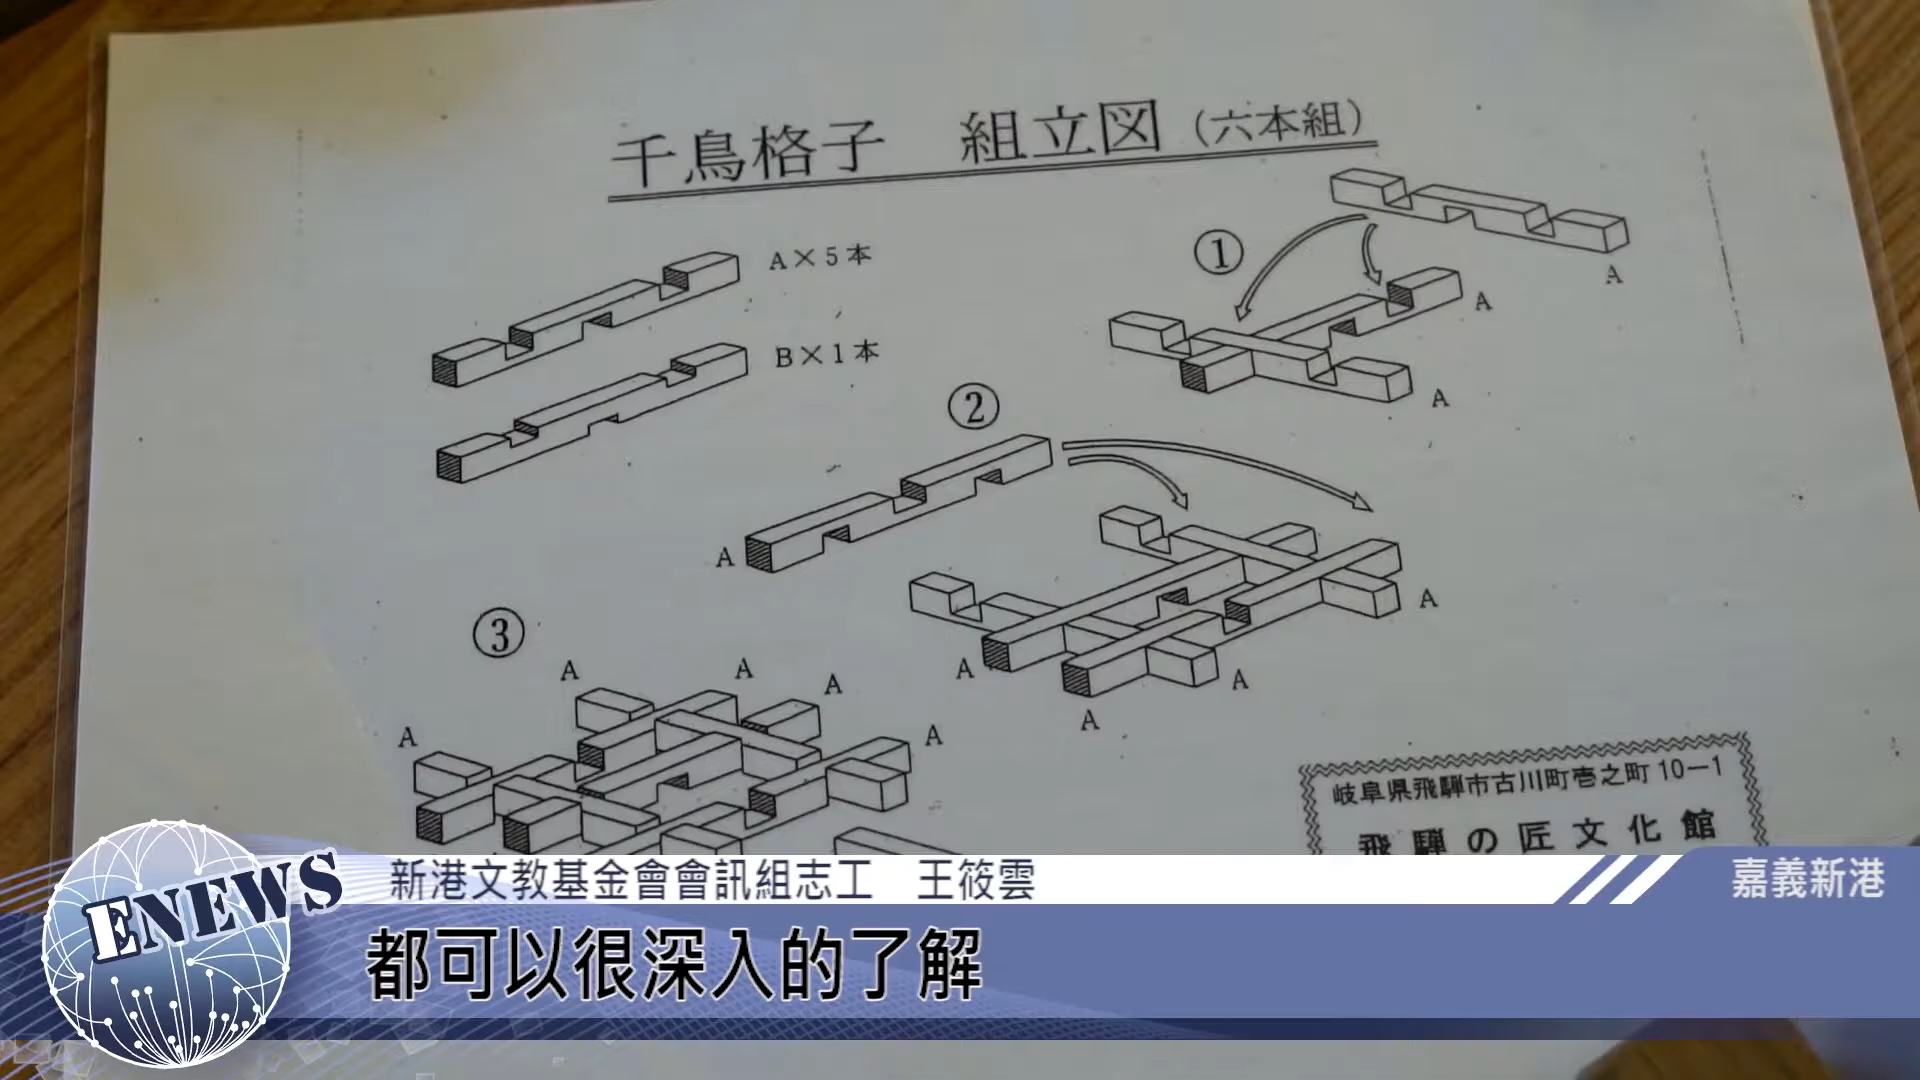 千鳥格子 組立図（六本組）
A×5本
B×1本
①
A
A
A
②
A
A
A
A
A
③
A
A
A
A
A
岐阜県飛騨市古川町壱之町10－1
飛騨の匠文化館
ENEWS
新港文教基金會會訊組志工 王筱雲
嘉義新港
都可以很深入的了解